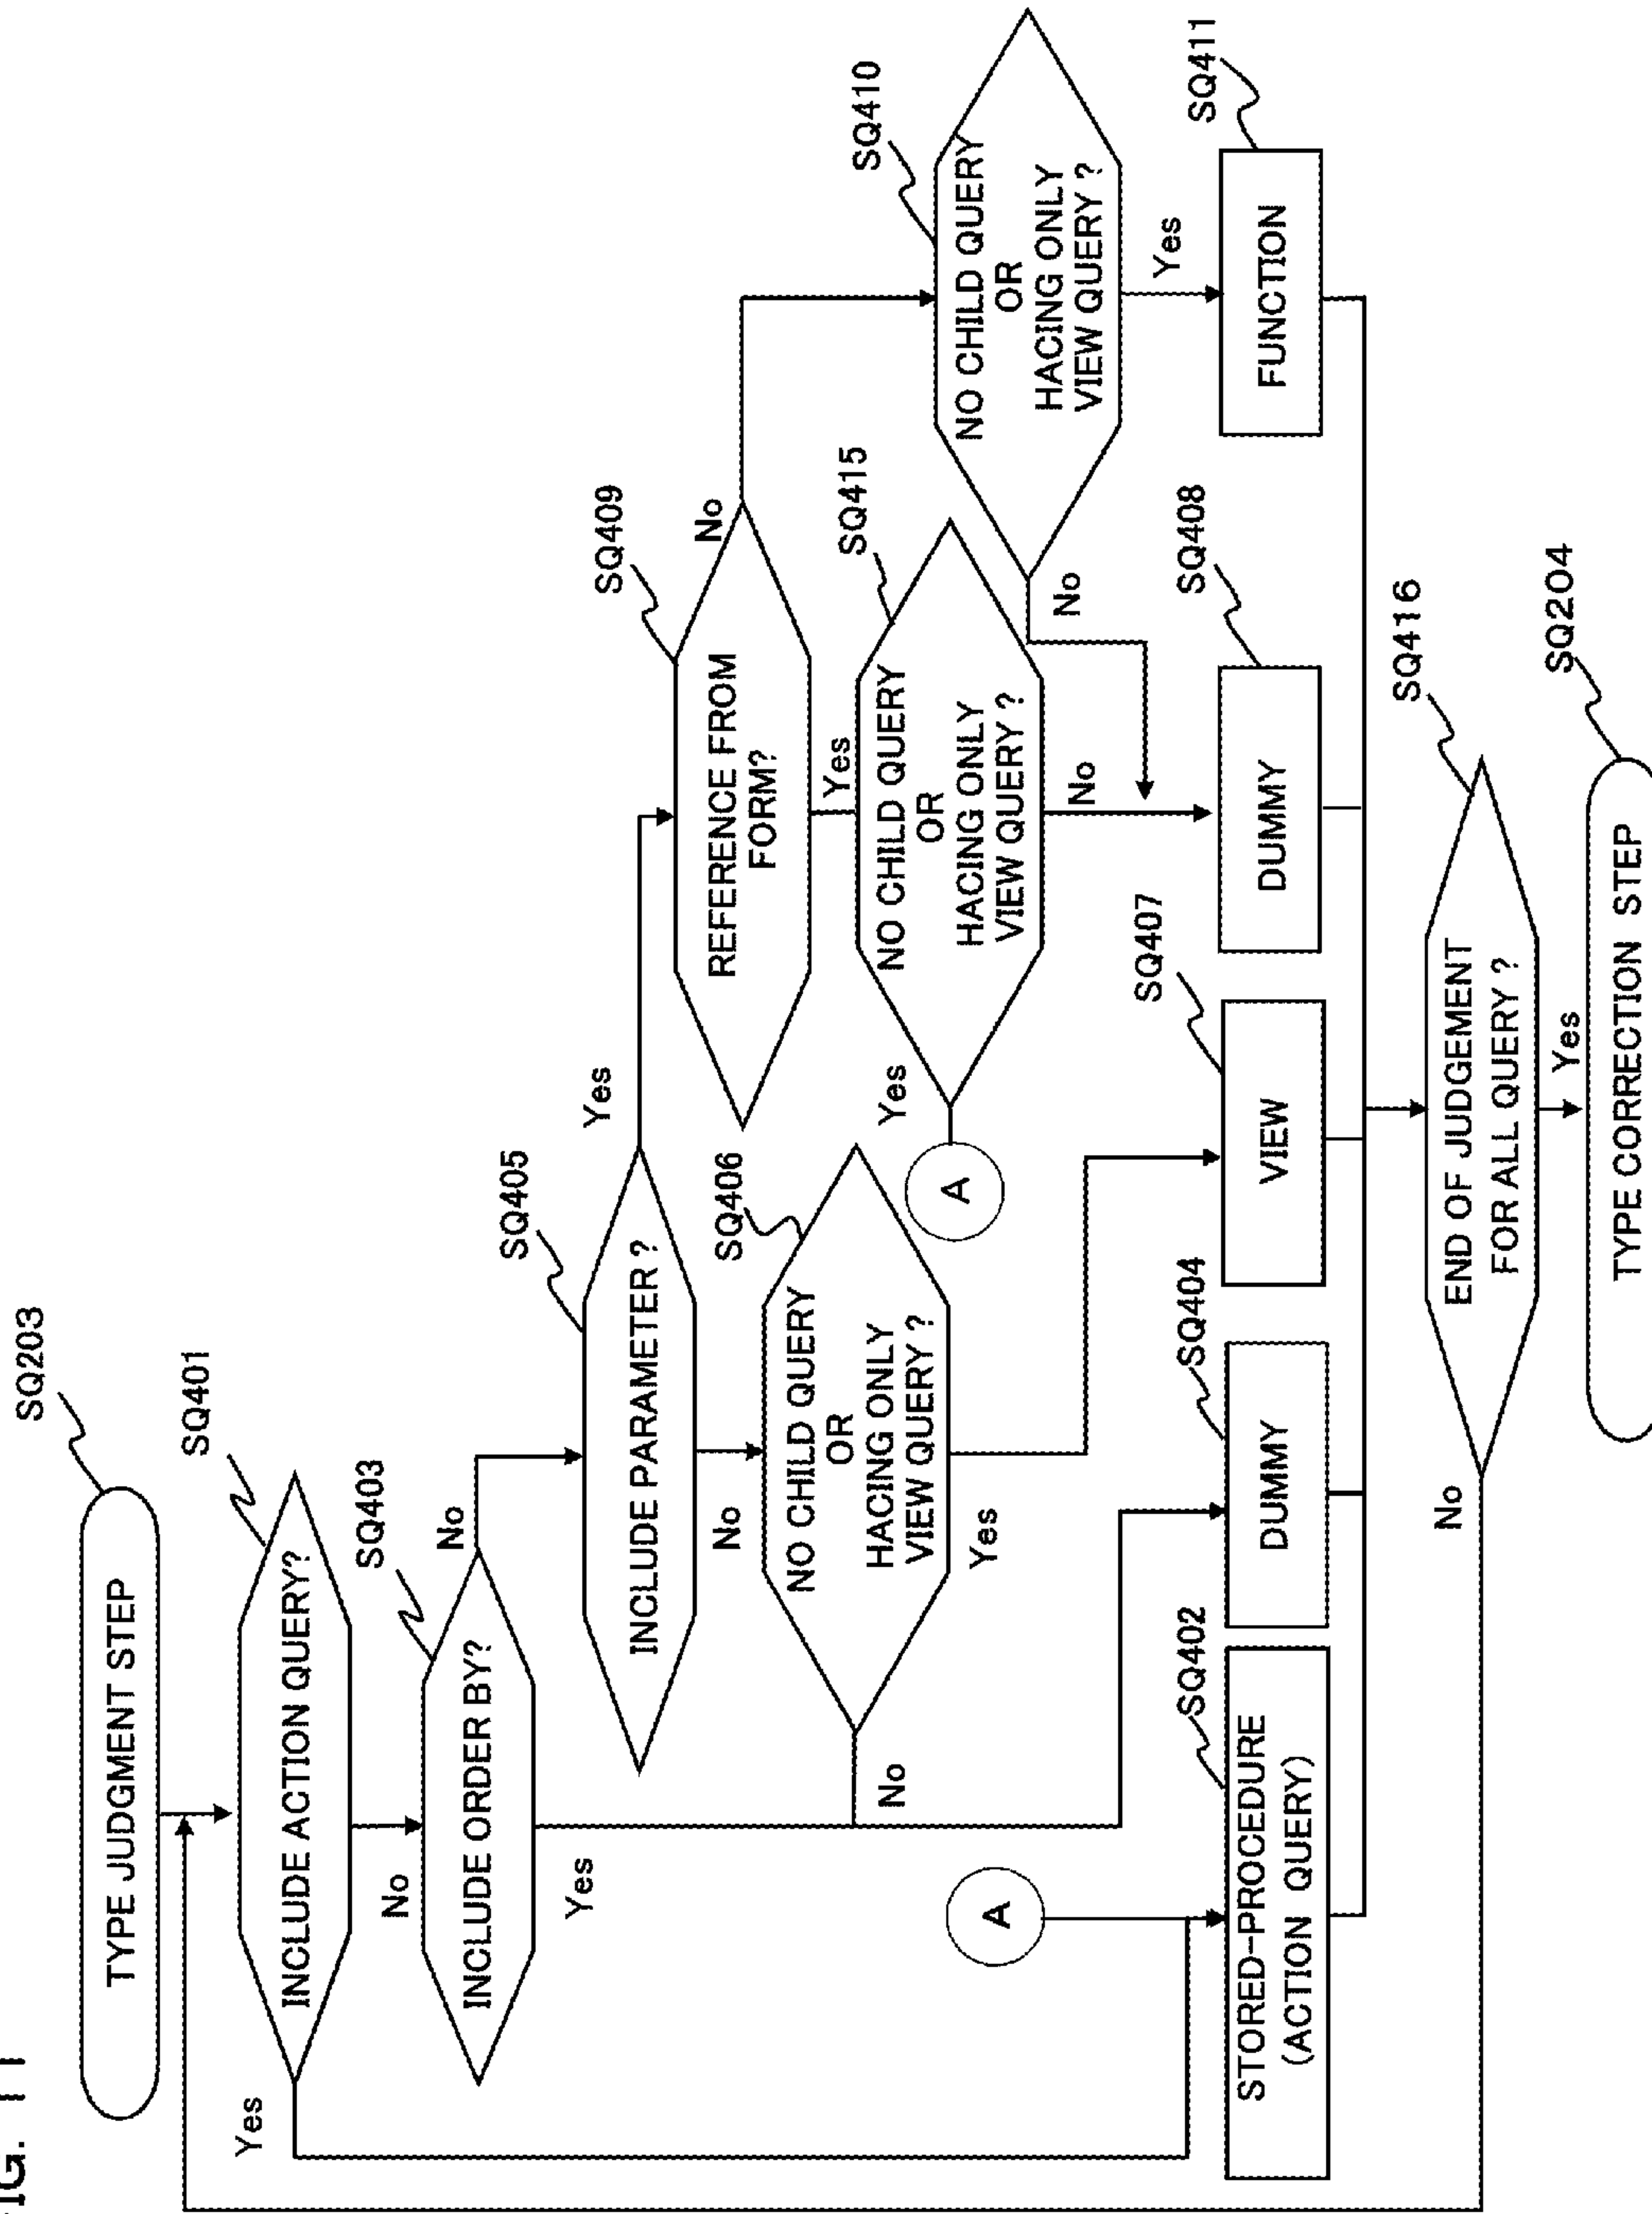 FIG. 11
SQ203
TYPE JUDGMENT STEP
SQ401
INCLUDE ACTION QUERY?
Yes
No
SQ403
INCLUDE ORDER BY?
No
Yes
SQ405
INCLUDE PARAMETER ?
Yes
No
SQ406
NO CHILD QUERY
OR
HACING ONLY
VIEW QUERY ?
Yes
No
SQ409
REFERENCE FROM
FORM?
No
Yes
SQ415
NO CHILD QUERY
OR
HACING ONLY
VIEW QUERY ?
Yes
No
A
SQ410
NO CHILD QUERY
OR
HACING ONLY
VIEW QUERY ?
No
Yes
A
SQ402
STORED-PROCEDURE
(ACTION QUERY)
SQ404
DUMMY
SQ407
VIEW
SQ408
DUMMY
SQ411
FUNCTION
SQ416
END OF JUDGEMENT
FOR ALL QUERY ?
No
Yes
SQ204
TYPE CORRECTION STEP